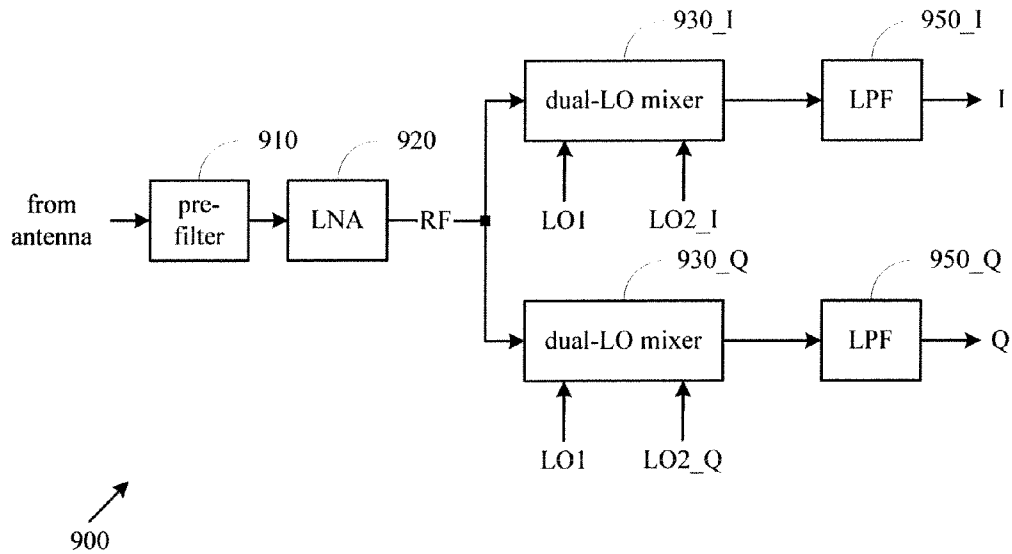 930_I
950_I
dual-LO mixer
LPF
I
910
920
LO1
LO2_I
from
antenna
pre-
filter
LNA
RF
930_Q
950_Q
dual-LO mixer
LPF
Q
LO1
LO2_Q
900